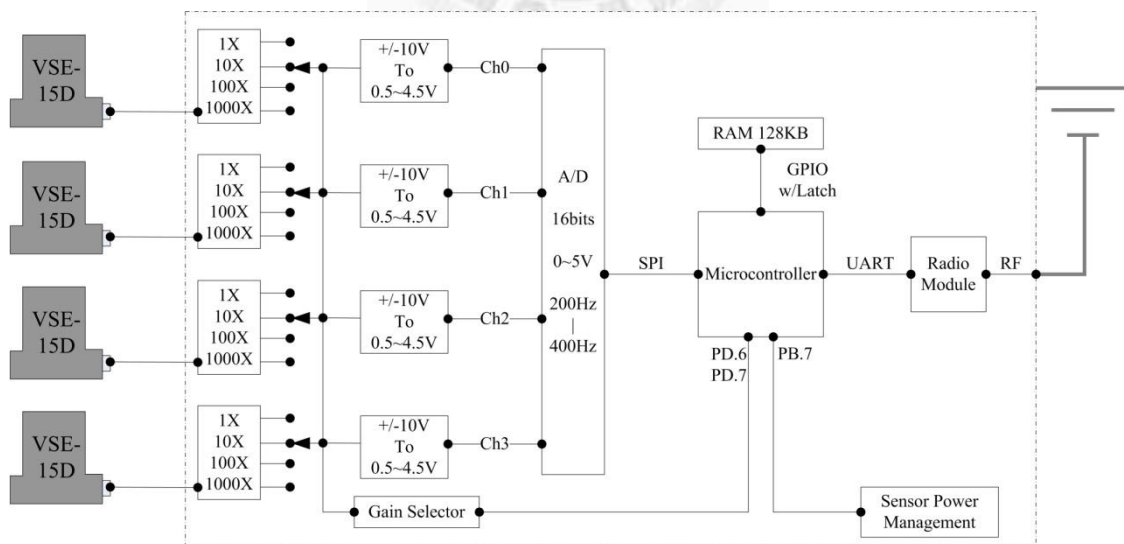 VSE-
15D
1X
10X
100X
1000X
+/-10V
To
0.5~4.5V
Ch0
VSE-
15D
1X
10X
100X
1000X
+/-10V
To
0.5~4.5V
Ch1
VSE-
15D
1X
10X
100X
1000X
+/-10V
To
0.5~4.5V
Ch2
VSE-
15D
1X
10X
100X
1000X
+/-10V
To
0.5~4.5V
Ch3
A/D
16bits
0~5V
200Hz
|
400Hz
SPI
RAM 128KB
GPIO
w/Latch
Microcontroller
UART
Radio
Module
RF
PD.6
PD.7
PB.7
Gain Selector
Sensor Power
Management